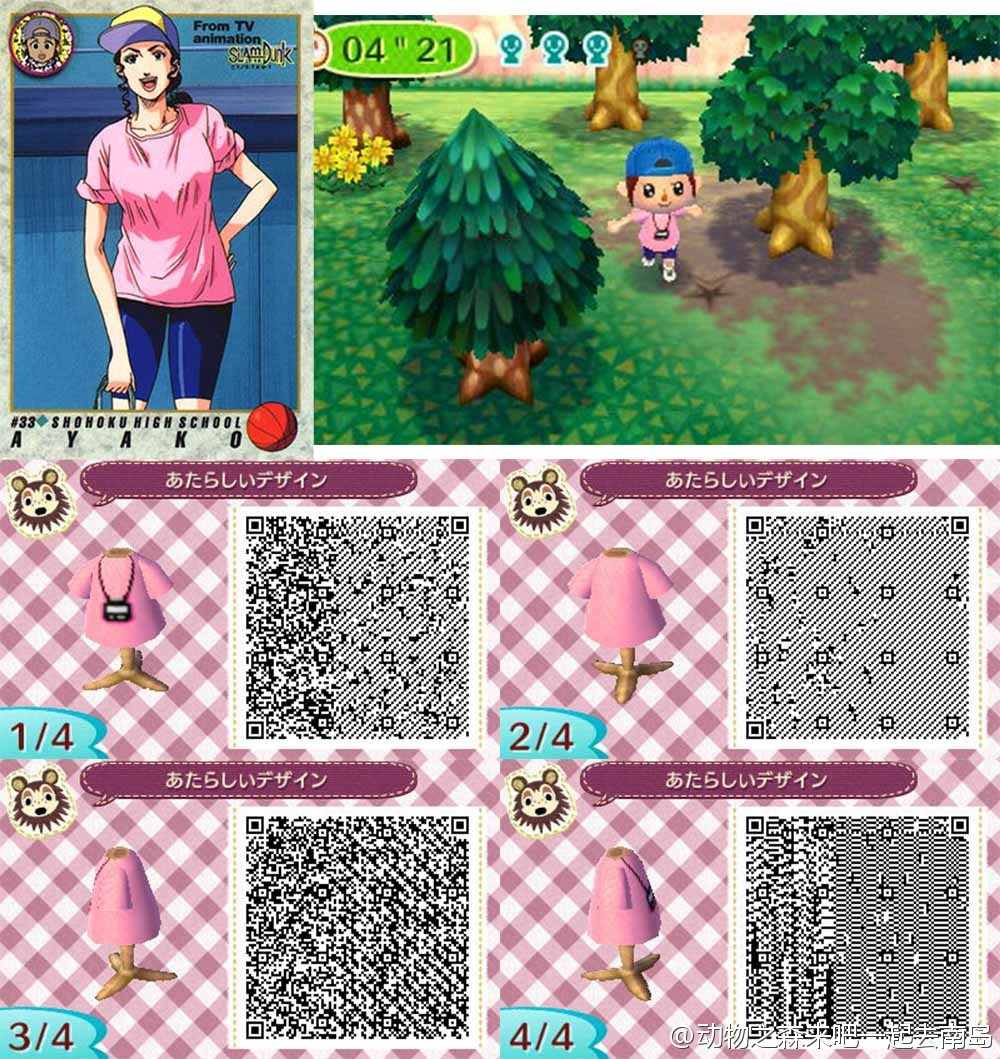 From TV
animation
SLAM DUNK
#33 SHOHOKU HIGH SCHOOL
AYAKO
04"21
あたらしいデザイン
1/4
あたらしいデザイン
2/4
あたらしいデザイン
3/4
あたらしいデザイン
4/4
@动物之森来吧一起去南岛